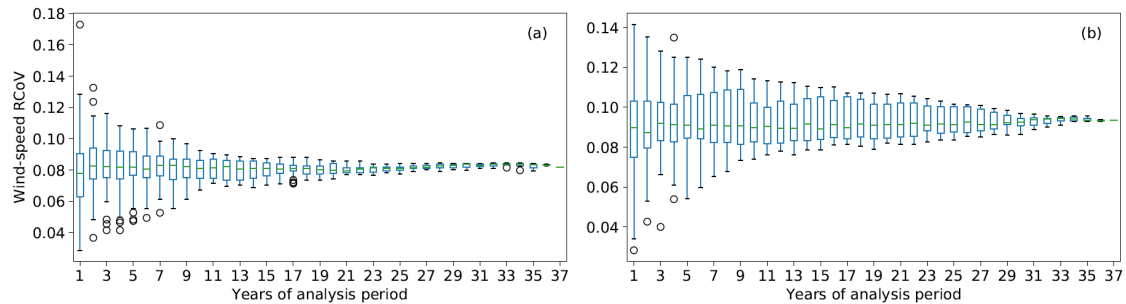 0.18
0.16
0.14
0.12
0.10
0.08
0.06
0.04
Wind-speed RCoV
(a)
1 3 5 7 9 11 13 15 17 19 21 23 25 27 29 31 33 35 37
Years of analysis period
0.14
0.12
0.10
0.08
0.06
0.04
(b)
1 3 5 7 9 11 13 15 17 19 21 23 25 27 29 31 33 35 37
Years of analysis period